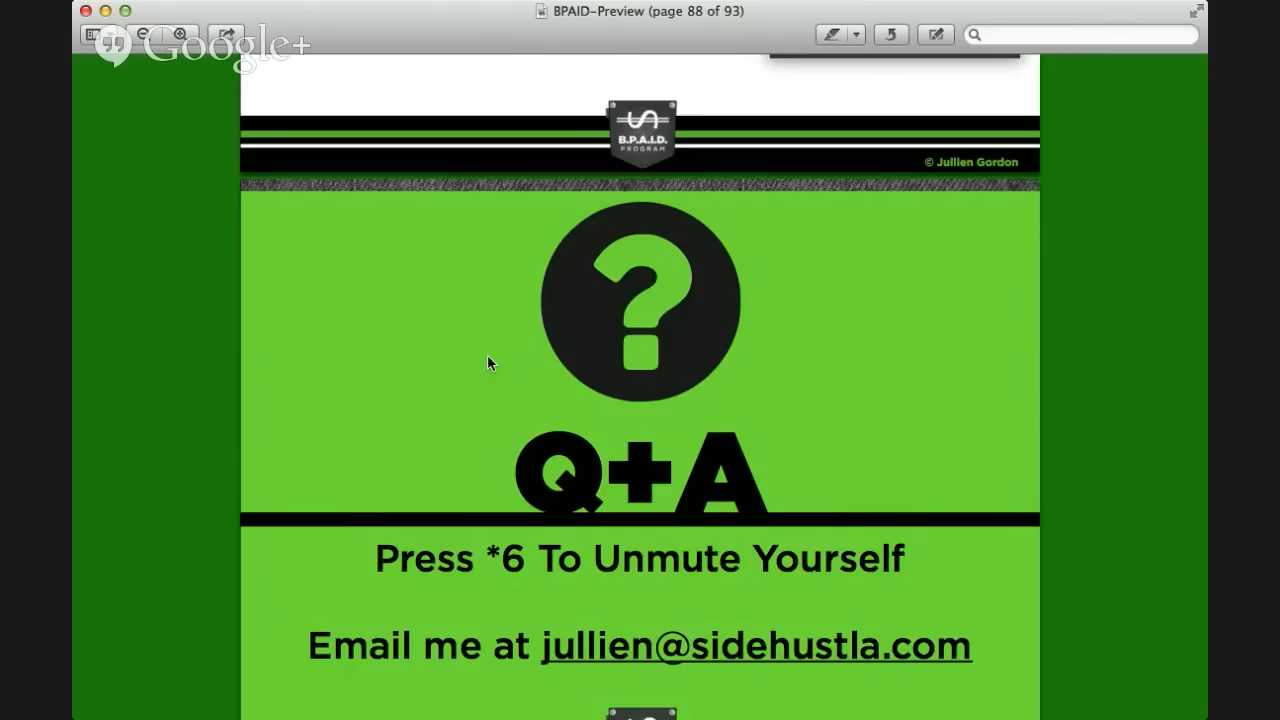 BPAID-Preview (page 88 of 93)
Google+
B.P.A.I.D.
PROGRAM
© Jullien Gordon
?
Q+A
Press *6 To Unmute Yourself
Email me at jullien@sidehustla.com